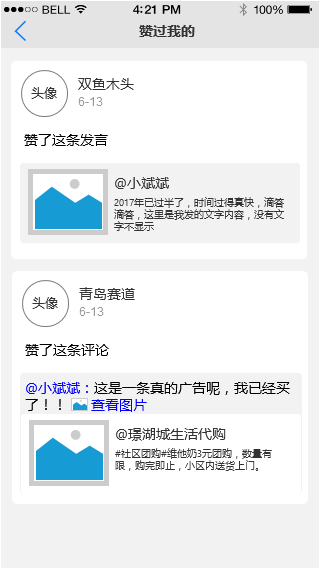 BELL 4:21 PM 100%
赞过我的
头像
双鱼木头
6-13
赞了这条发言
@小斌斌
2017年已过半了，时间过得真快，滴答
滴答，这里是我发的文字内容，没有文
字不显示
头像
青岛赛道
6-13
赞了这条评论
@小斌斌：这是一条真的广告呢，我已经买
了！！ 查看图片
@璟湖城生活代购
#社区团购#维他奶3元团购，数量有
限，购完即止，小区内送货上门。